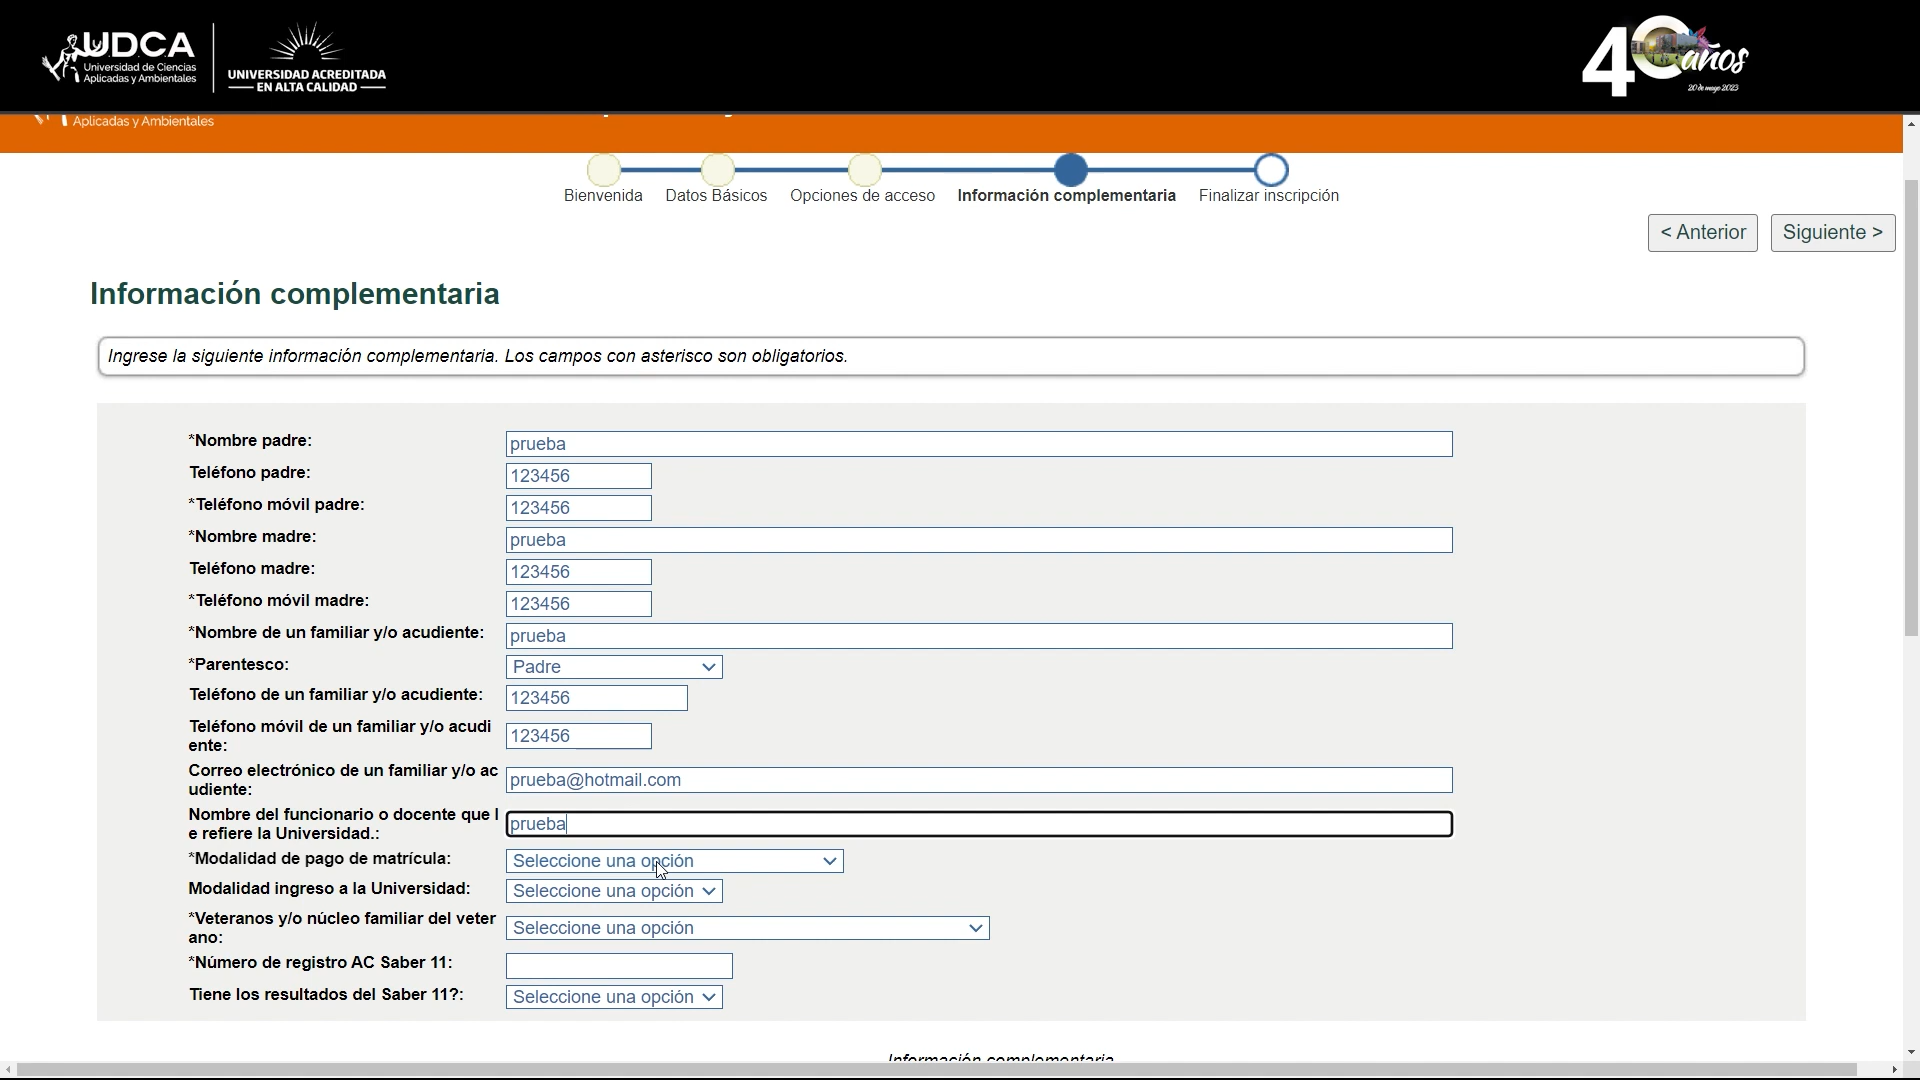 UDCA
Universidad de Ciencias
Aplicadas y Ambientales
UNIVERSIDAD ACREDITADA
EN ALTA CALIDAD
40 años
20 de mayo 2023
Aplicadas y Ambientales
Bienvenida
Datos Básicos
Opciones de acceso
Información complementaria
Finalizar inscripción
< Anterior
Siguiente >
Información complementaria
Ingrese la siguiente información complementaria. Los campos con asterisco son obligatorios.
*Nombre padre: prueba
Teléfono padre: 123456
*Teléfono móvil padre: 123456
*Nombre madre: prueba
Teléfono madre: 123456
*Teléfono móvil madre: 123456
*Nombre de un familiar y/o acudiente: prueba
*Parentesco: Padre
Teléfono de un familiar y/o acudiente: 123456
Teléfono móvil de un familiar y/o acudi
ente: 123456
Correo electrónico de un familiar y/o ac
udiente: prueba@hotmail.com
Nombre del funcionario o docente que l
e refiere la Universidad.: prueba
*Modalidad de pago de matrícula: Seleccione una opción
Modalidad ingreso a la Universidad: Seleccione una opción
*Veteranos y/o núcleo familiar del veter
ano: Seleccione una opción
*Número de registro AC Saber 11:
Tiene los resultados del Saber 11?: Seleccione una opción
Información complementaria